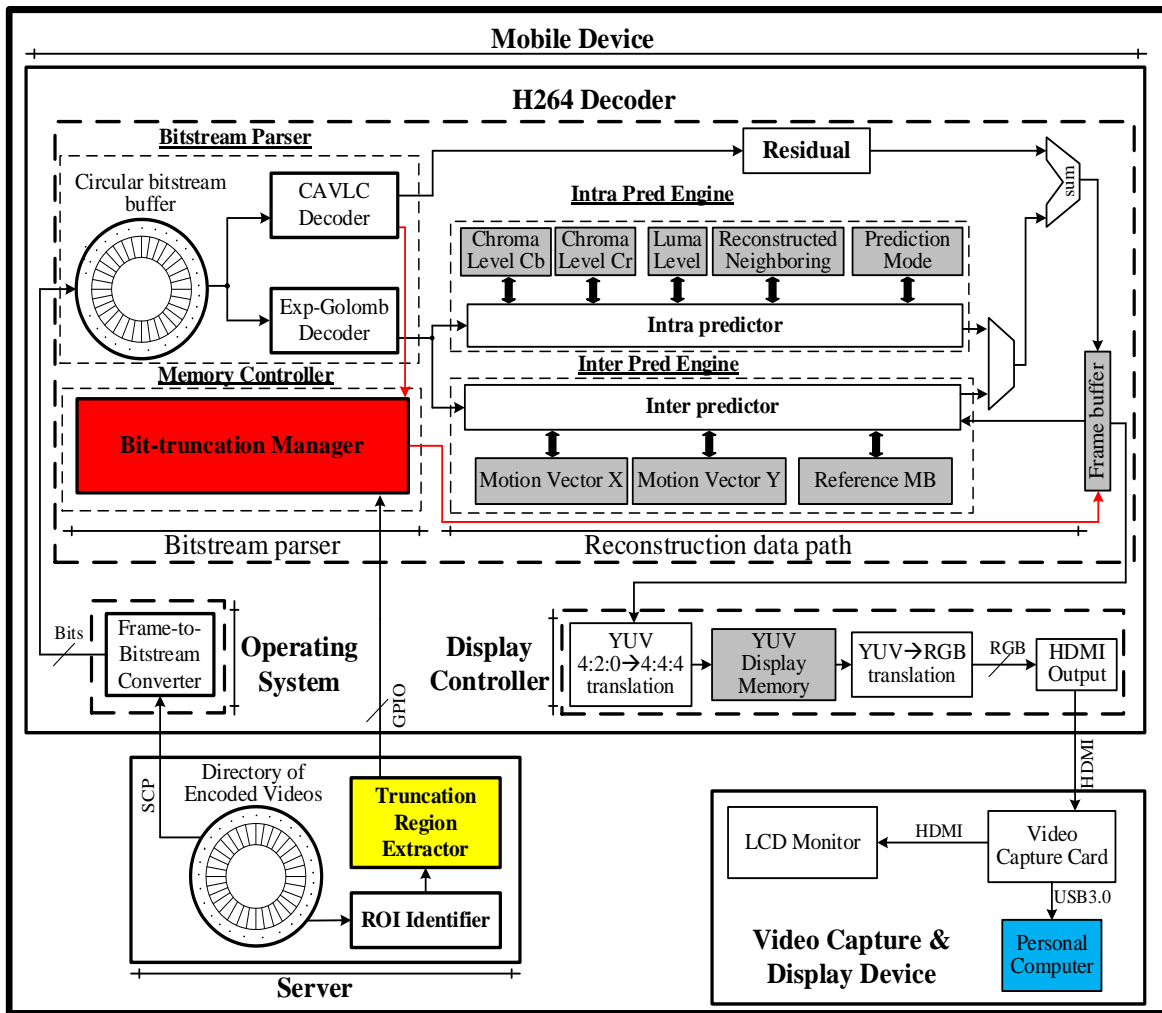 Mobile Device
H264 Decoder
Bitstream Parser
Circular bitstream
buffer
CAVLC
Decoder
Exp-Golomb
Decoder
Residual
sum
Intra Pred Engine
Chroma
Level Cb
Chroma
Level Cr
Luma
Level
Reconstructed
Neighboring
Prediction
Mode
Intra predictor
Inter Pred Engine
Inter predictor
Motion Vector X
Motion Vector Y
Reference MB
Frame buffer
Memory Controller
Bit-truncation Manager
Bitstream parser
Reconstruction data path
Bits
Frame-to-
Bitstream
Converter
Operating
System
GPIO
Display
Controller
YUV
4:2:0→4:4:4
translation
YUV
Display
Memory
YUV→RGB
translation
RGB
HDMI
Output
SCP
HDMI
Directory of
Encoded Videos
Truncation
Region
Extractor
ROI Identifier
Server
LCD Monitor
HDMI
Video
Capture Card
USB3.0
Personal
Computer
Video Capture &
Display Device